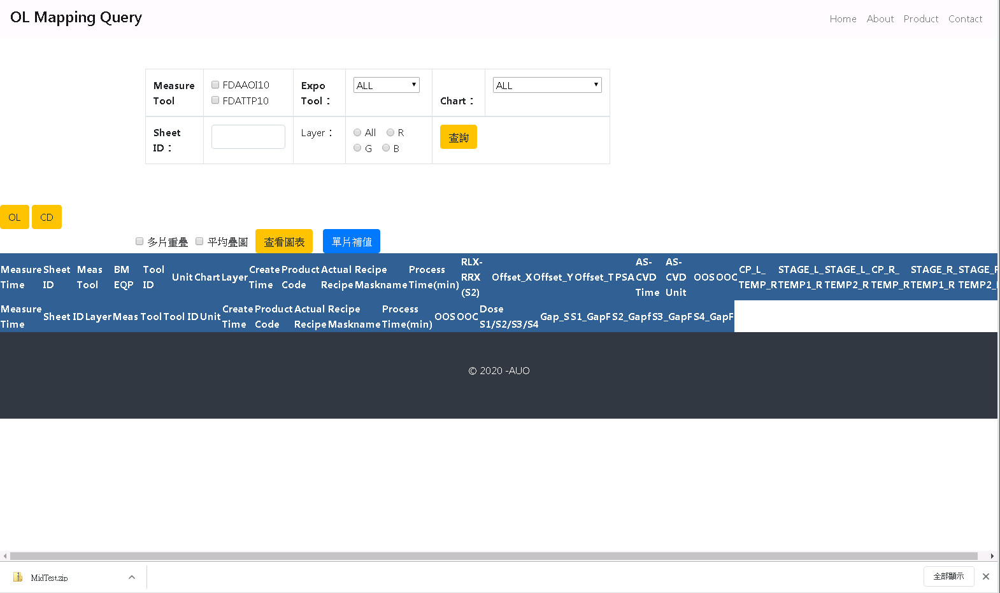 OL Mapping Query
Home About Product Contact
Measure Tool
FDAAOI10
FDATTP10
Expo Tool：
ALL
Chart：
ALL
Sheet ID：
Layer：
All R
G B
查詢
OL CD
多片重疊 平均疊圖 查看圖表 單片補值
Measure Time Sheet ID Meas Tool BM EQP Tool ID Unit Chart Layer Create Time Product Code Actual Recipe Recipe Maskname Process Time(min) RLX-RRX (S2) Offset_X Offset_Y Offset_T PSA AS-CVD Time AS-CVD Unit OOS OOC CP_L_TEMP_R STAGE_L_TEMP1_R STAGE_L_TEMP2_R CP_R_TEMP_R STAGE_R_TEMP1_R STAGE_R TEMP2_
Measure Time Sheet ID Layer Meas Tool Tool ID Unit Create Time Product Code Actual Recipe Recipe Maskname Process Time(min) OOS OOC Dose S1/S2/S3/S4 Gap_S S1_GapF S2_Gapf S3_GapF S4_GapF
© 2020 -AUO
MidTest.zip
全部顯示